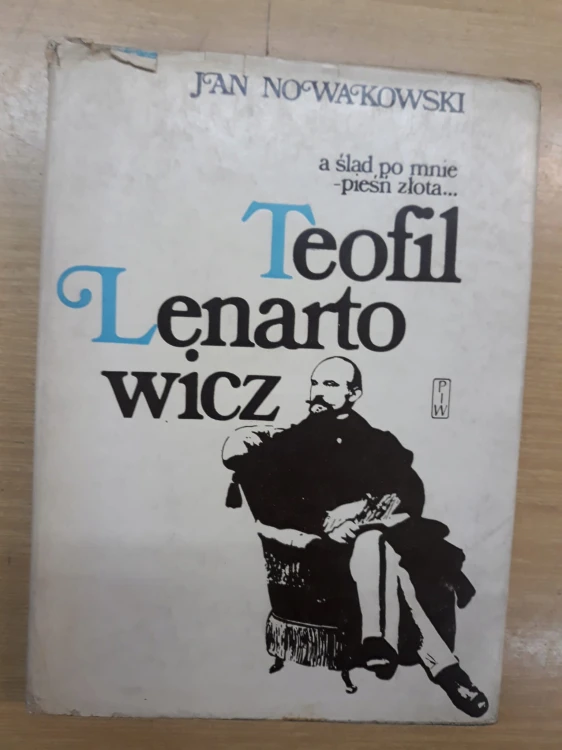 JAN NOWAKOWSKI
a ślad po mnie
-pieśń złota...
Teofil
Lenarto
wicz
PIW